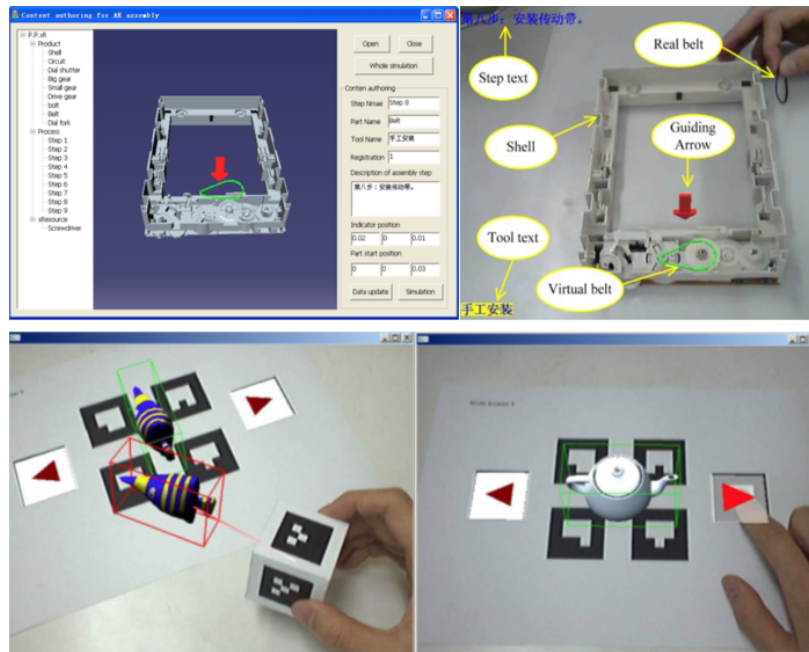 Content authoring for AR assembly
P.P.sR
Product
Shell
Circuit
Dial shutter
Big gear
Small gear
Drive gear
bolt
Belt
Dial fork
Process
Step 1
Step 2
Step 3
Step 4
Step 5
Step 6
Step 7
Step 8
Step 9
sResource
Screwdriver
Open
Close
Whole simulation
Conten authoring
Step Nmae
Step 8
Part Name
Belt
Tool Name
手工安装
Registration
1
Description of assembly step
第八步：安装传动带。
Indicator position
0.02
0
0.01
Part start position
0
0
0.03
Data update
Simulation
第八步：安装传动带。
Step text
Real belt
Shell
Guiding
Arrow
Tool text
Virtual belt
手工安装